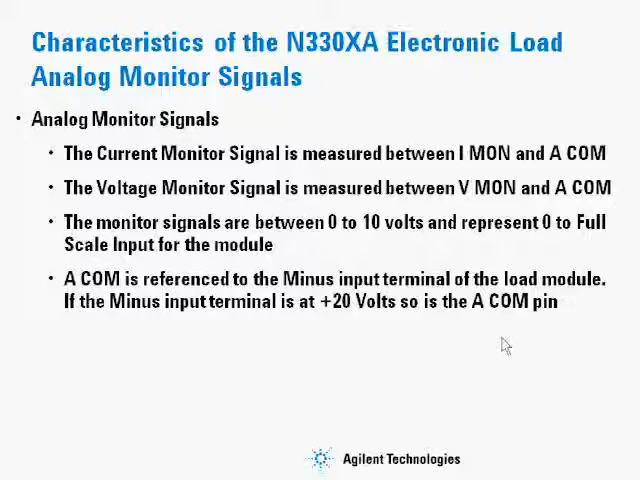 Characteristics of the N330XA Electronic Load
Analog Monitor Signals
• Analog Monitor Signals
• The Current Monitor Signal is measured between I MON and A COM
• The Voltage Monitor Signal is measured between V MON and A COM
• The monitor signals are between 0 to 10 volts and represent 0 to Full
Scale Input for the module
• A COM is referenced to the Minus input terminal of the load module.
If the Minus input terminal is at +20 Volts so is the A COM pin
Agilent Technologies